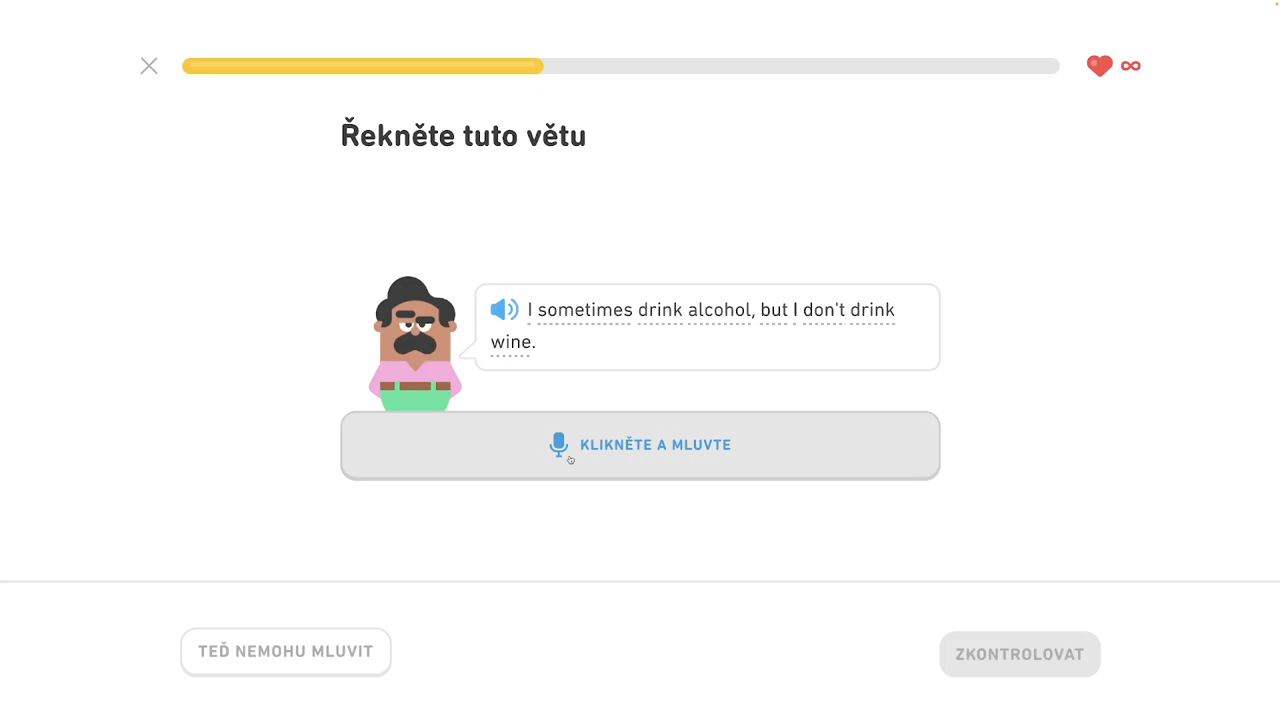 Řekněte tuto větu
I sometimes drink alcohol, but I don't drink
wine.
KLIKNĚTE A MLUVTE
TEĎ NEMOHU MLUVIT
ZKONTROLOVAT